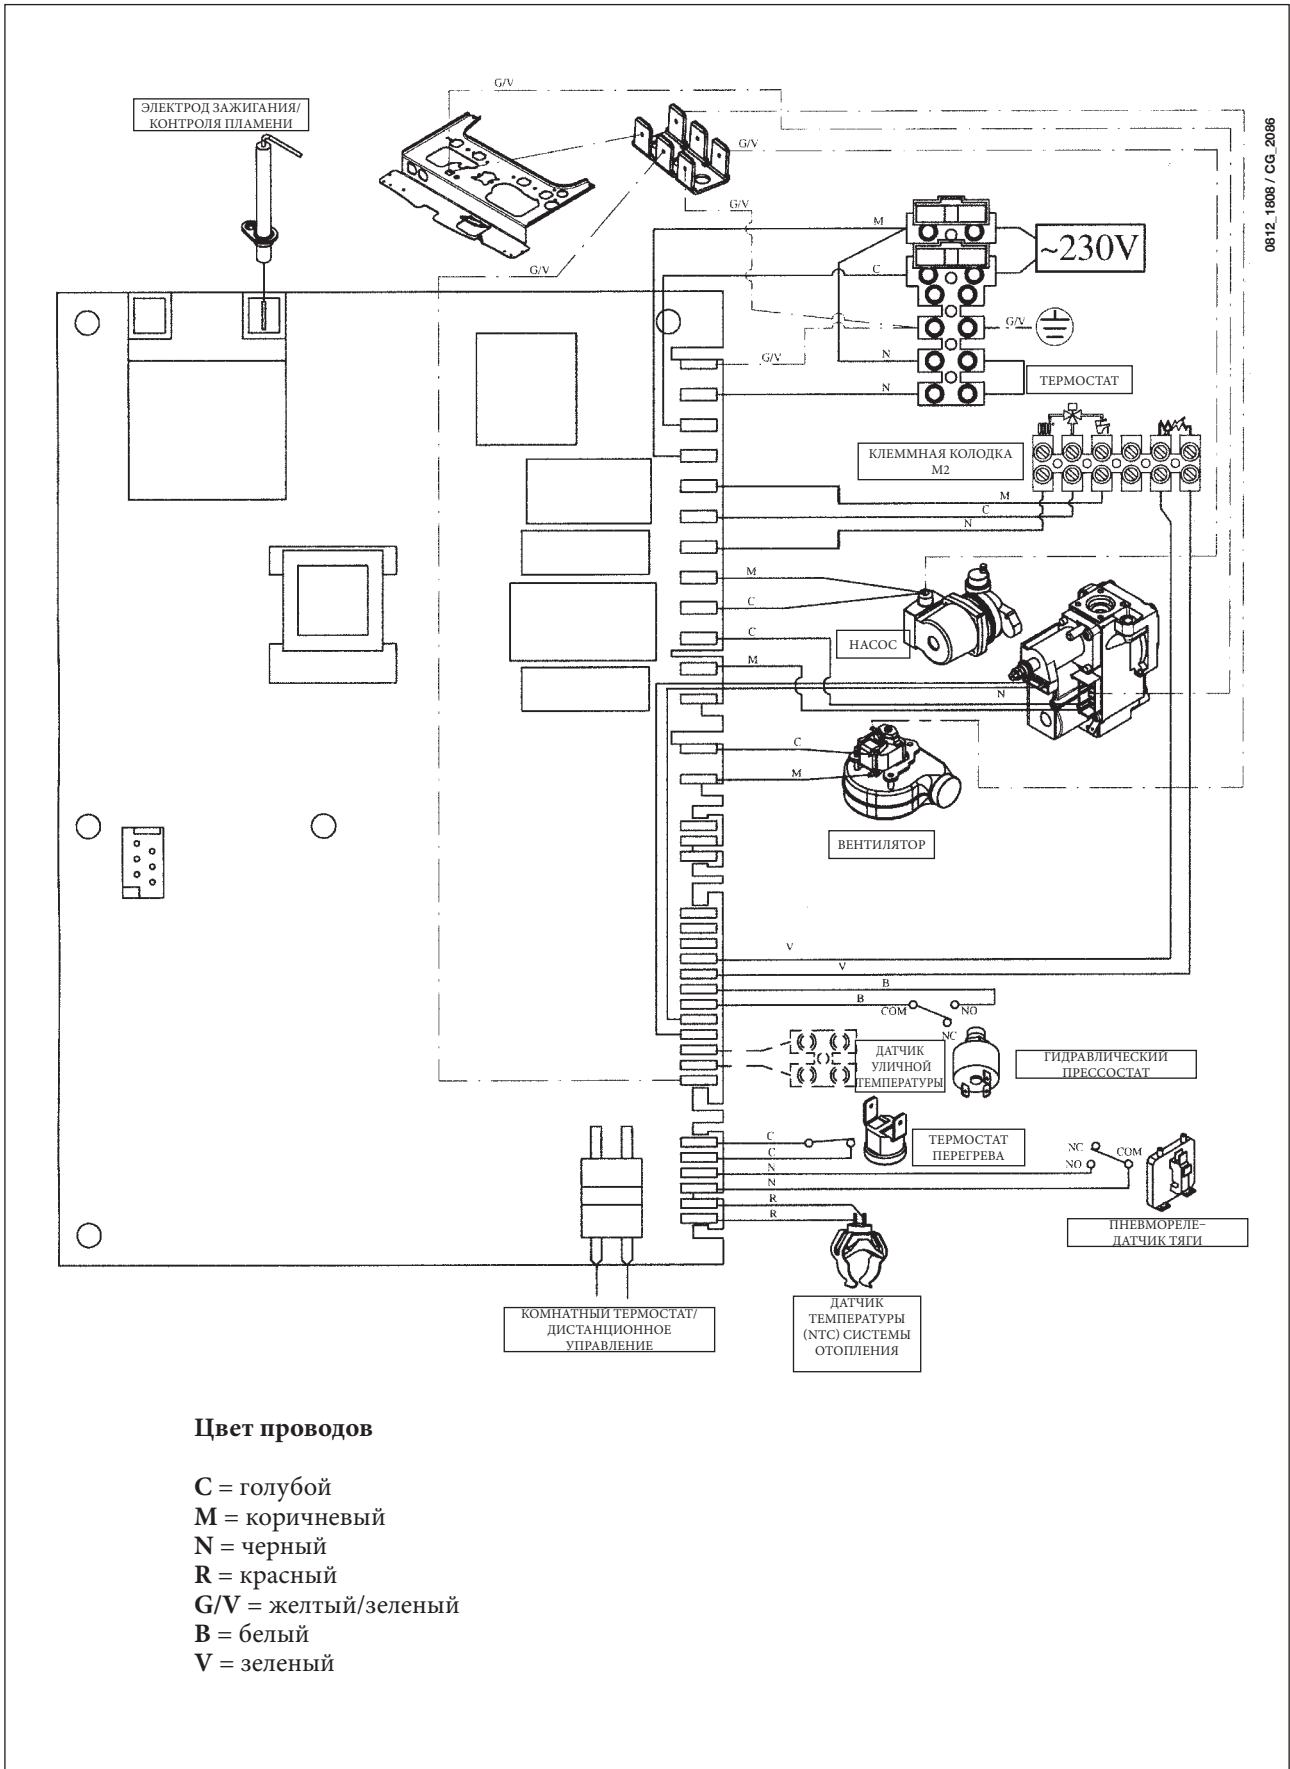 G/V
ЭЛЕКТРОД ЗАЖИГАНИЯ/
КОНТРОЛЯ ПЛАМЕНИ
0812_1808 / CG_2086
G/V
G/V
M
~230V
C
G/V
G/V
G/V
N
ТЕРМОСТАТ
N
КЛЕММНАЯ КОЛОДКА
М2
M
C
N
M
C
C
НАСОС
M
N
C
M
ВЕНТИЛЯТОР
V
V
B
B
COM
NO
NC
ДАТЧИК
УЛИЧНОЙ
ТЕМПЕРАТУРЫ
ГИДРАВЛИЧЕСКИЙ
ПРЕССОСТАТ
C
C
N
N
R
R
ТЕРМОСТАТ
ПЕРЕГРЕВА
NC
NO
COM
ПНЕВМОРЕЛЕ–
ДАТЧИК ТЯГИ
КОМНАТНЫЙ ТЕРМОСТАТ/
ДИСТАНЦИОННОЕ
УПРАВЛЕНИЕ
ДАТЧИК
ТЕМПЕРАТУРЫ
(NTC) СИСТЕМЫ
ОТОПЛЕНИЯ
Цвет проводов
C = голубой
M = коричневый
N = черный
R = красный
G/V = желтый/зеленый
B = белый
V = зеленый